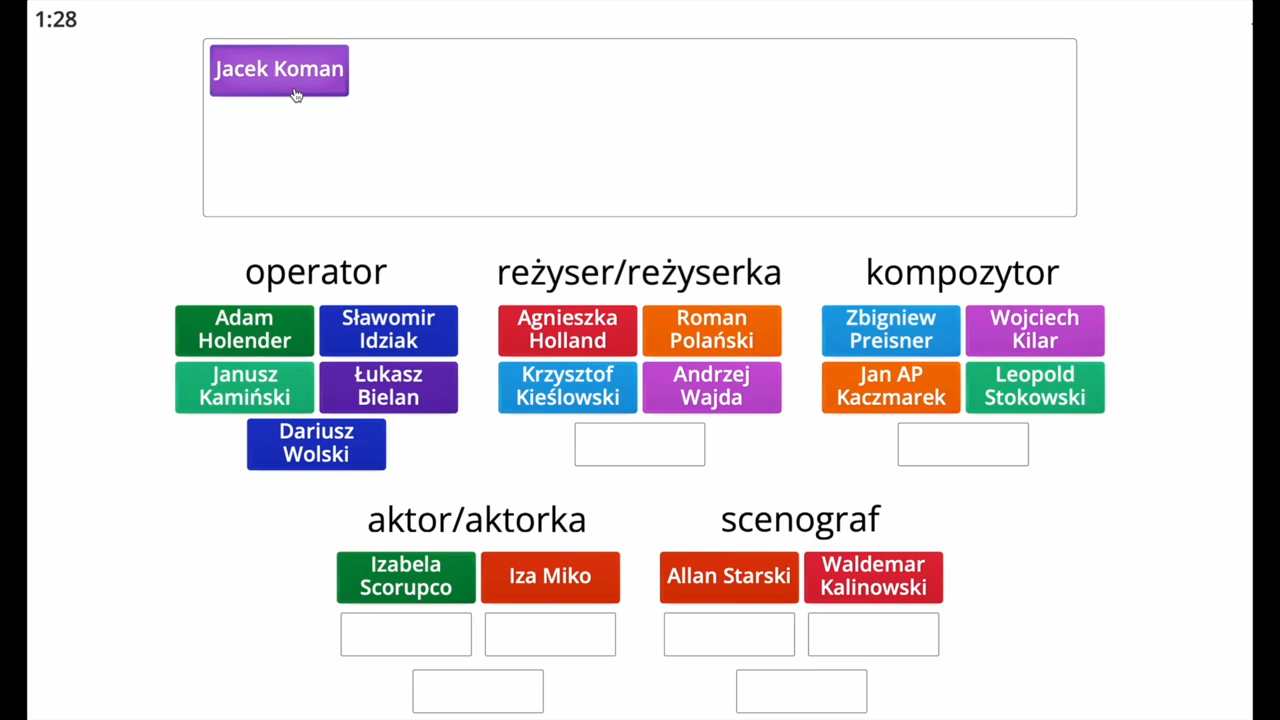 1:28
Jacek Koman
operator
reżyser/reżyserka
kompozytor
Adam
Holender
Sławomir
Idziak
Agnieszka
Holland
Roman
Polański
Zbigniew
Preisner
Wojciech
Kilar
Janusz
Kamiński
Łukasz
Bielan
Krzysztof
Kieślowski
Andrzej
Wajda
Jan AP
Kaczmarek
Leopold
Stokowski
Dariusz
Wolski
aktor/aktorka
scenograf
Izabela
Scorupco
Iza Miko
Allan Starski
Waldemar
Kalinowski